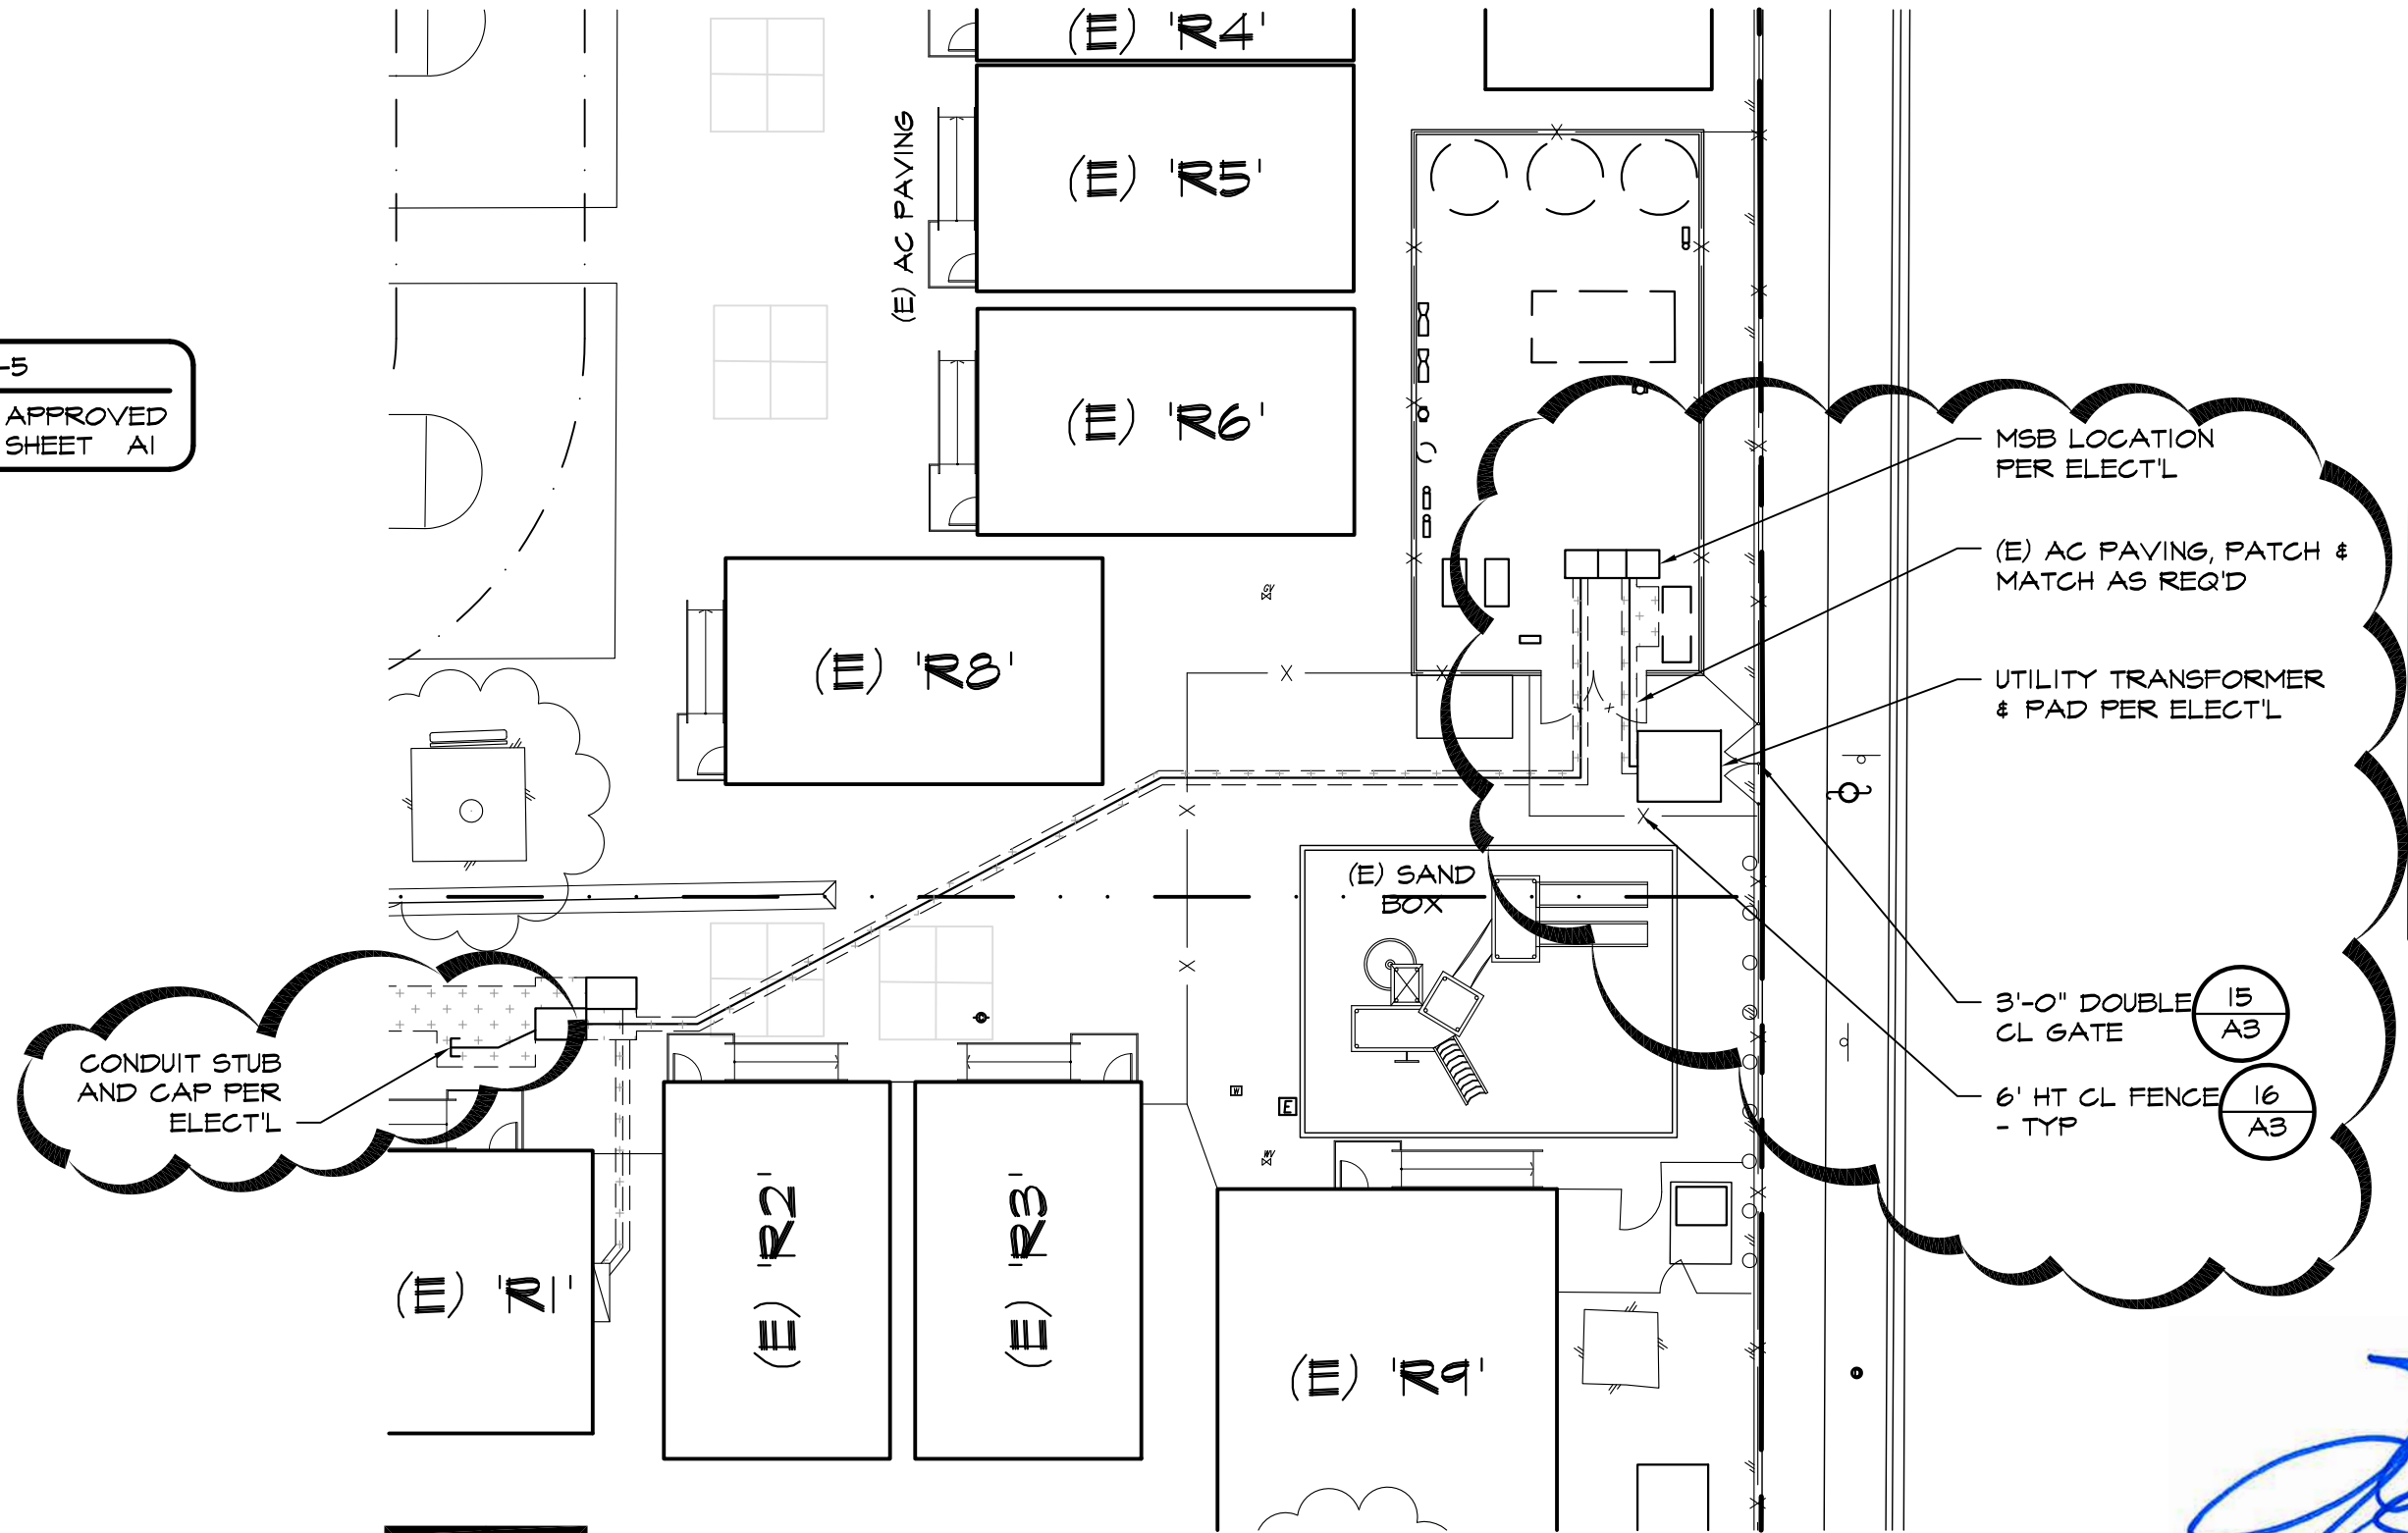 (E) 'R4'
(E) AC PAVING
(E) 'R5'
-5
APPROVED
SHEET A1
(E) 'R6'
MSB LOCATION
PER ELECT'L
(E) AC PAVING, PATCH &
MATCH AS REQ'D
GV
(E) 'R8'
UTILITY TRANSFORMER
& PAD PER ELECT'L
(E) SAND
BOX
3'-0" DOUBLE
CL GATE
15
A3
CONDUIT STUB
AND CAP PER
ELECT'L
6' HT CL FENCE
- TYP
16
A3
W
E
WV
(E) 'R1'
(E) 'R2'
(E) 'R3'
(E) 'R9'